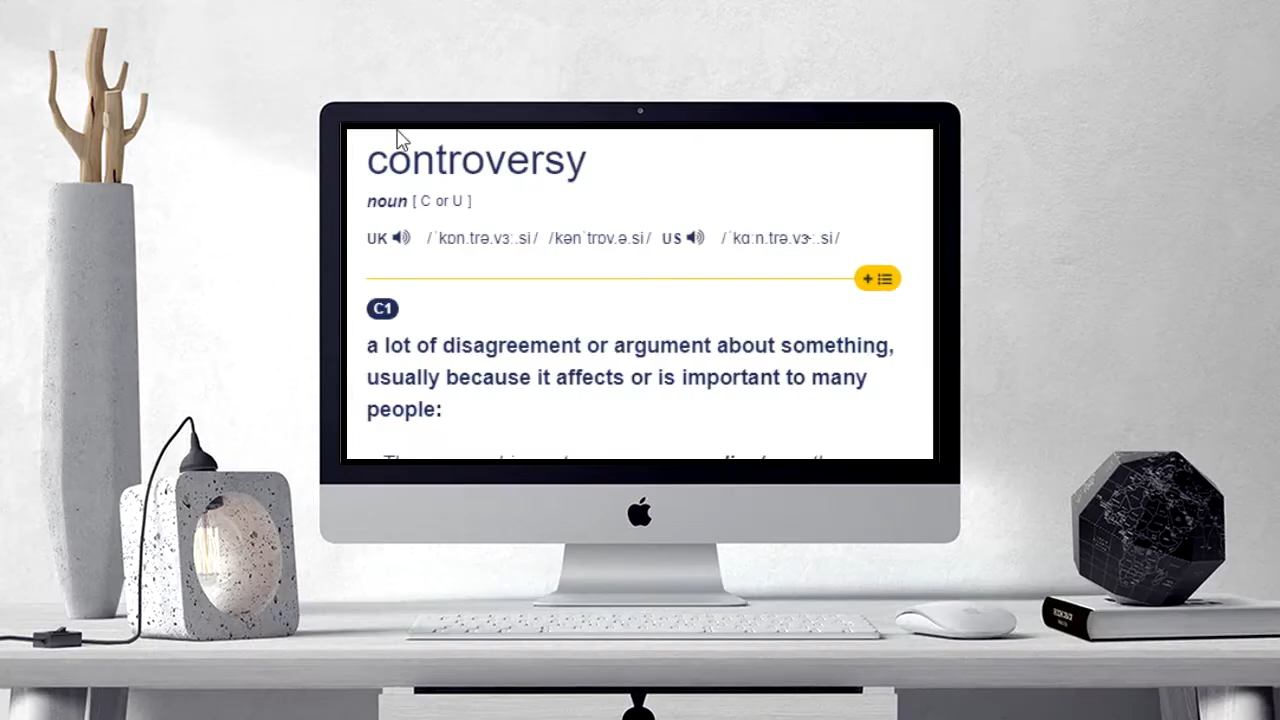 controversy
noun [ C or U ]
UK /ˈkɒn.trə.vɜː.si/ /kənˈtrɒv.ə.si/ US /ˈkɑːn.trə.vɝː.si/
C1
a lot of disagreement or argument about something,
usually because it affects or is important to many
people: